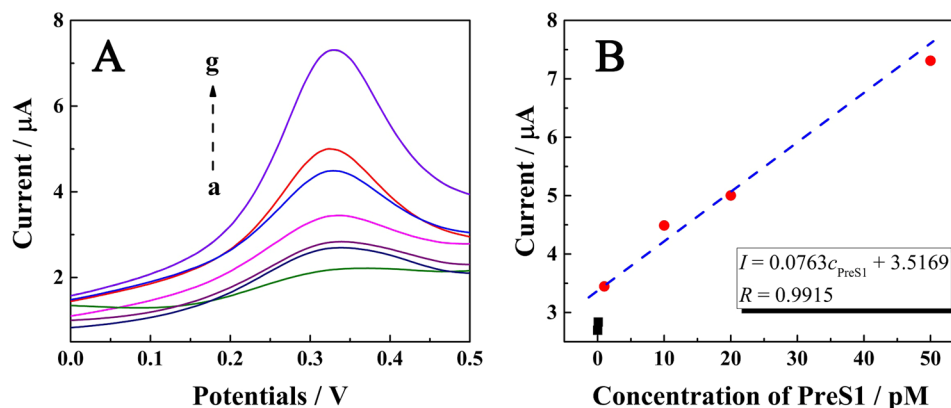 A
g
a
8
6
4
2
0.0 0.1 0.2 0.3 0.4 0.5
Current / μA
Potentials / V
B
8
7
6
5
4
3
0 10 20 30 40 50
Current / μA
Concentration of PreS1 / pM
I = 0.0763c_PreS1 + 3.5169
R = 0.9915